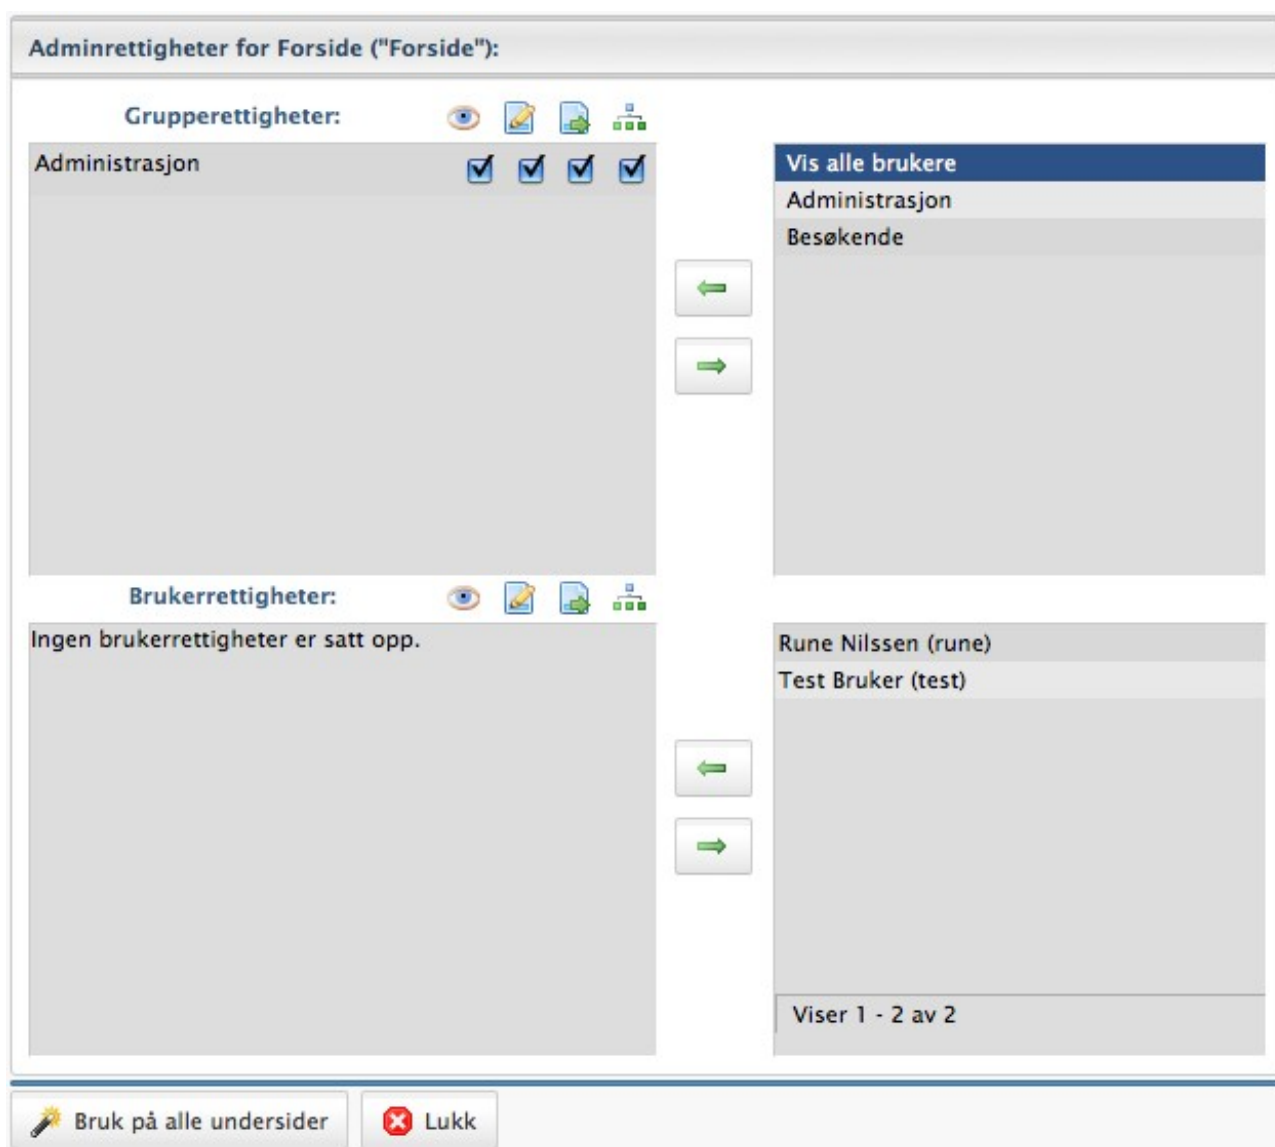 Adminrettigheter for Forside ("Forside"):
Grupperettigheter:
Administrasjon
Vis alle brukere
Administrasjon
Besøkende
Brukerrettigheter:
Ingen brukerrettigheter er satt opp.
Rune Nilssen (rune)
Test Bruker (test)
Viser 1 - 2 av 2
Bruk på alle undersider
Lukk